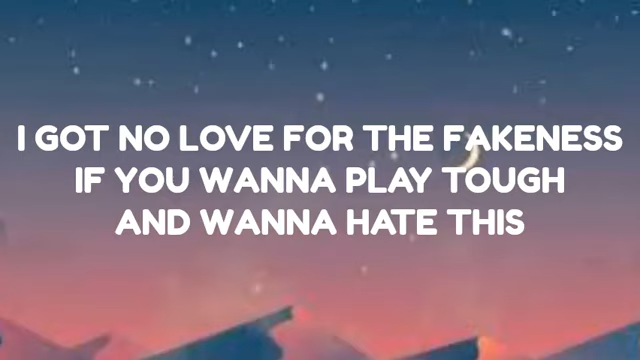 I GOT NO LOVE FOR THE FAKENESS
IF YOU WANNA PLAY TOUGH
AND WANNA HATE THIS